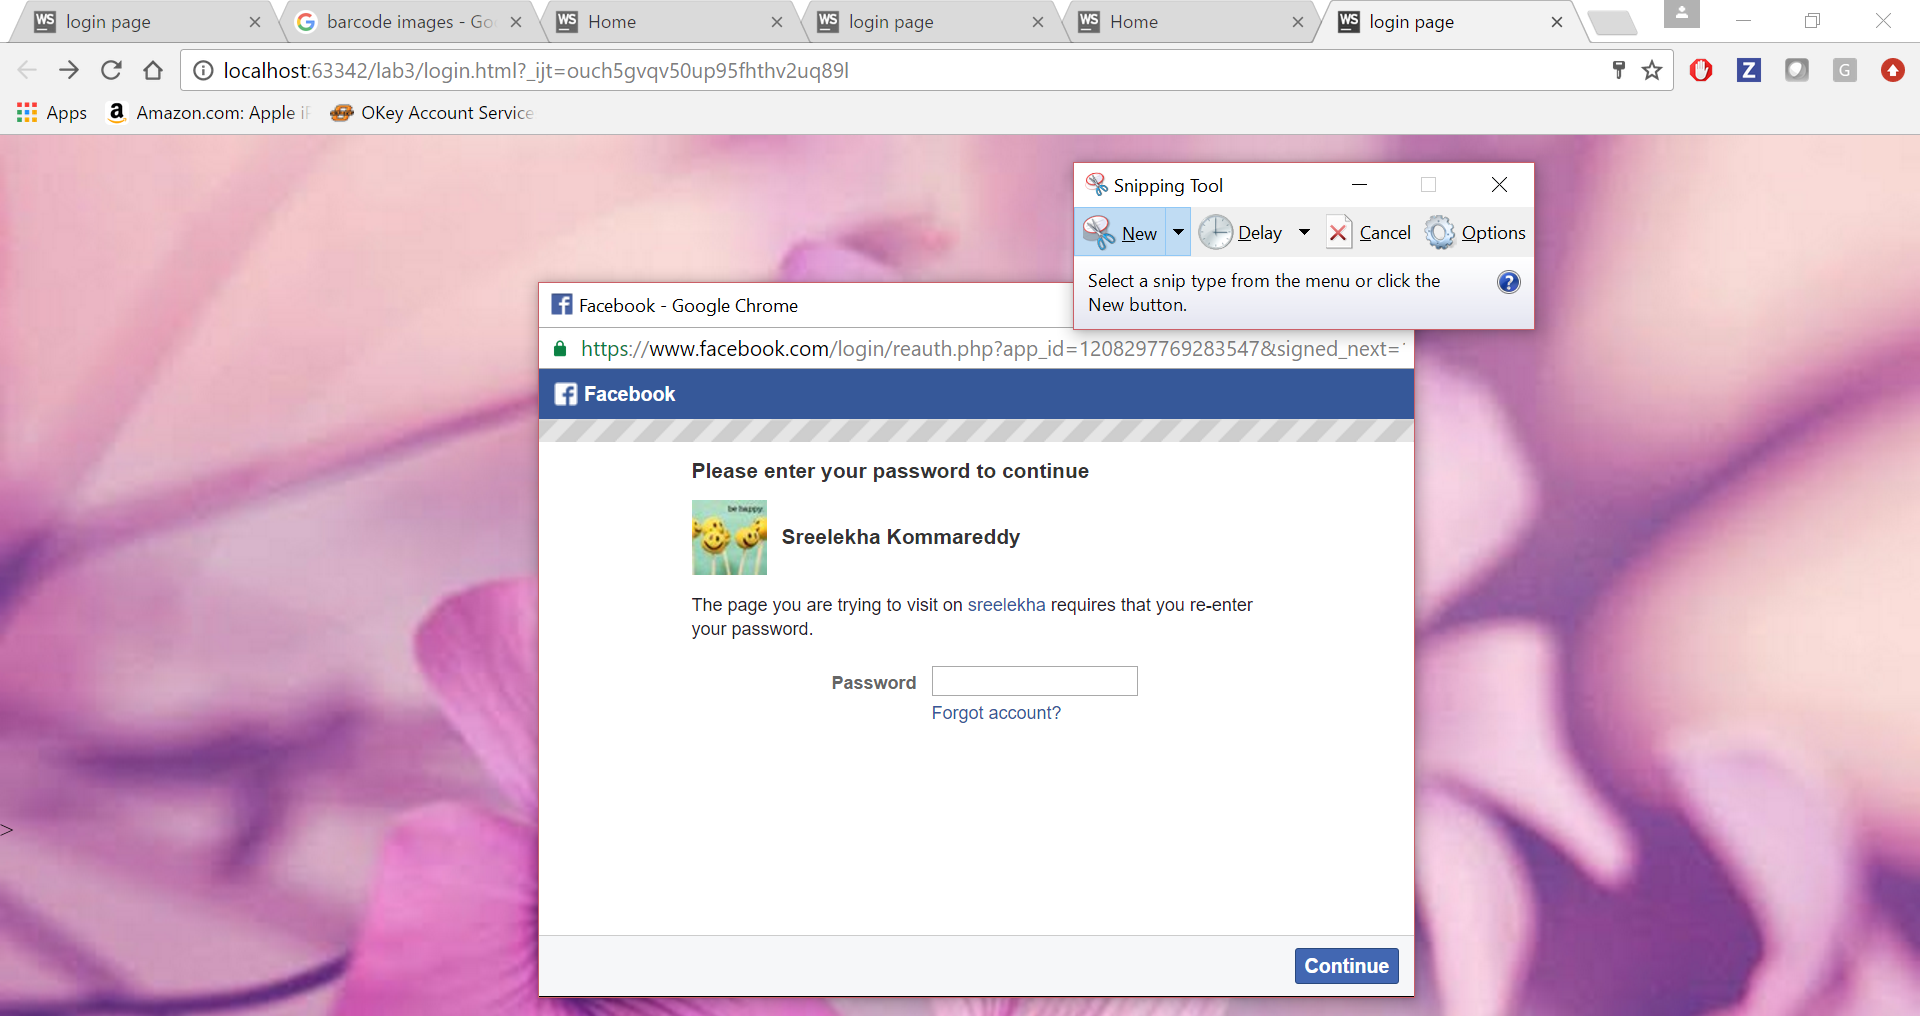 login page
barcode images - Go
Home
login page
Home
login page
localhost:63342/lab3/login.html?_ijt=ouch5gvqv50up95fhthv2uq89l
Apps
Amazon.com: Apple
OKey Account Service
Snipping Tool
New
Delay
Cancel
Options
Select a snip type from the menu or click the
New button.
Facebook - Google Chrome
https://www.facebook.com/login/reauth.php?app_id=1208297769283547&signed_next=
Facebook
Please enter your password to continue
be happy
Sreelekha Kommareddy
The page you are trying to visit on sreelekha requires that you re-enter
your password.
Password
Forgot account?
>
Continue